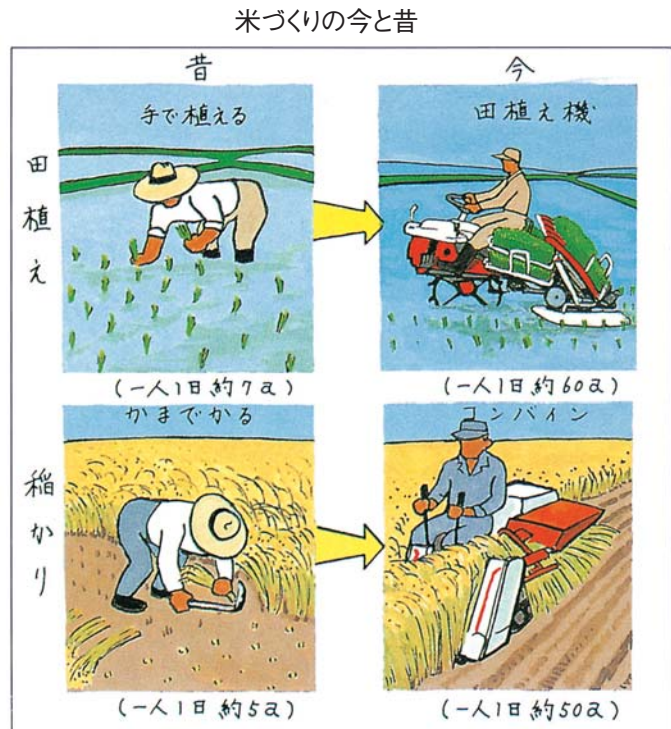 米づくりの今と昔
昔
今
田植え
手で植える
田植え機
(一人1日約7a)
(一人1日約60a)
稲かり
かまでかる
コンバイン
(一人1日約5a)
(一人1日約50a)